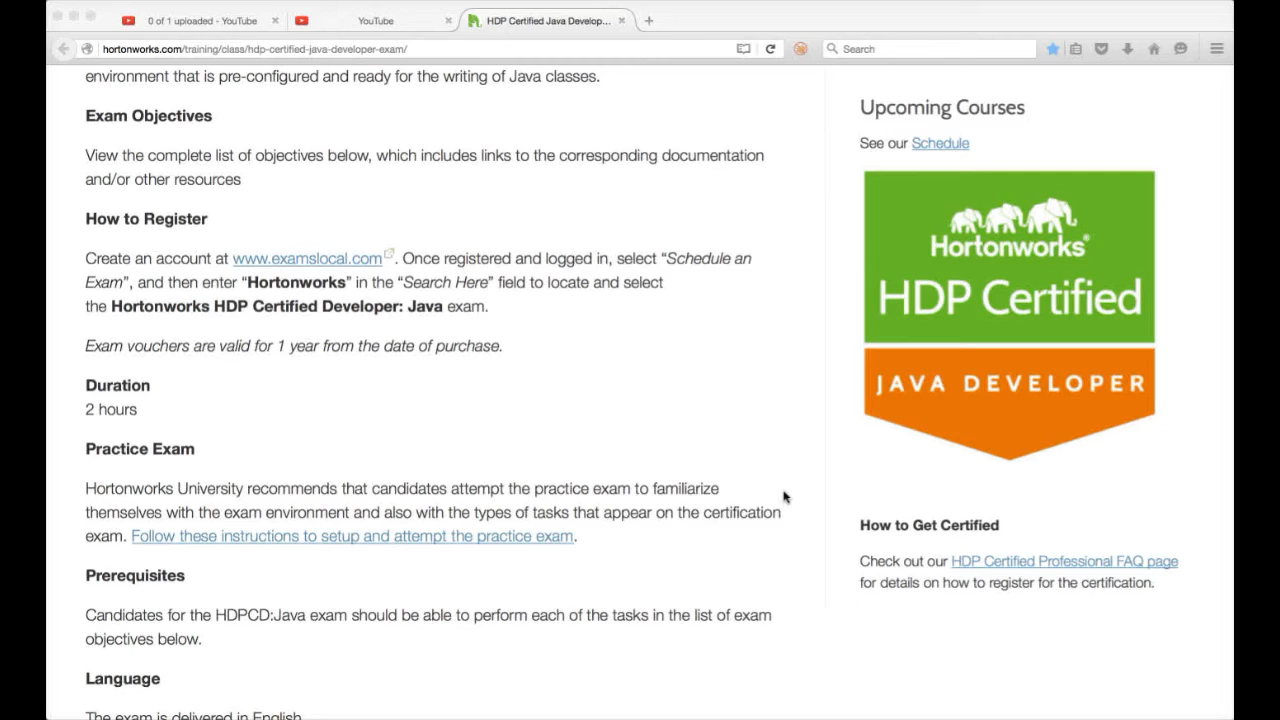 0 of 1 uploaded - YouTube
YouTube
HDP Certified Java Develop...
hortonworks.com/training/class/hdp-certified-java-developer-exam/
Search
environment that is pre-configured and ready for the writing of Java classes.
Exam Objectives
View the complete list of objectives below, which includes links to the corresponding documentation
and/or other resources
How to Register
Create an account at www.examslocal.com. Once registered and logged in, select “Schedule an
Exam”, and then enter “Hortonworks” in the “Search Here” field to locate and select
the Hortonworks HDP Certified Developer: Java exam.
Exam vouchers are valid for 1 year from the date of purchase.
Duration
2 hours
Practice Exam
Hortonworks University recommends that candidates attempt the practice exam to familiarize
themselves with the exam environment and also with the types of tasks that appear on the certification
exam. Follow these instructions to setup and attempt the practice exam.
Prerequisites
Candidates for the HDPCD:Java exam should be able to perform each of the tasks in the list of exam
objectives below.
Language
The exam is delivered in English
Upcoming Courses
See our Schedule
Hortonworks®
HDP Certified
JAVA DEVELOPER
How to Get Certified
Check out our HDP Certified Professional FAQ page
for details on how to register for the certification.